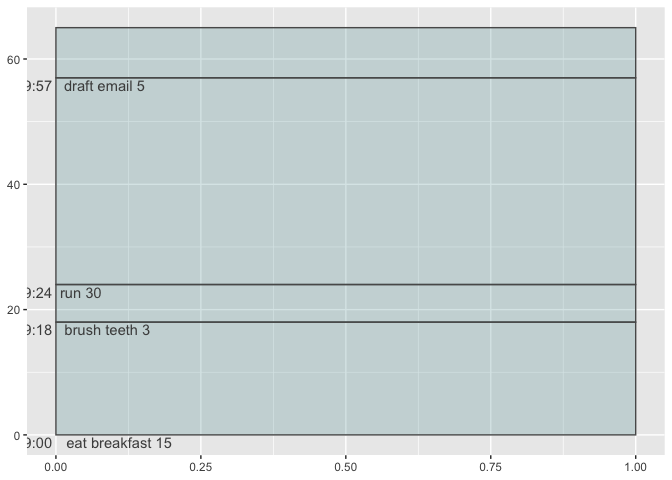 60
9:57 draft email 5
40
9:24 run 30
20
9:18 brush teeth 3
0
9:00 eat breakfast 15
0.00 0.25 0.50 0.75 1.00